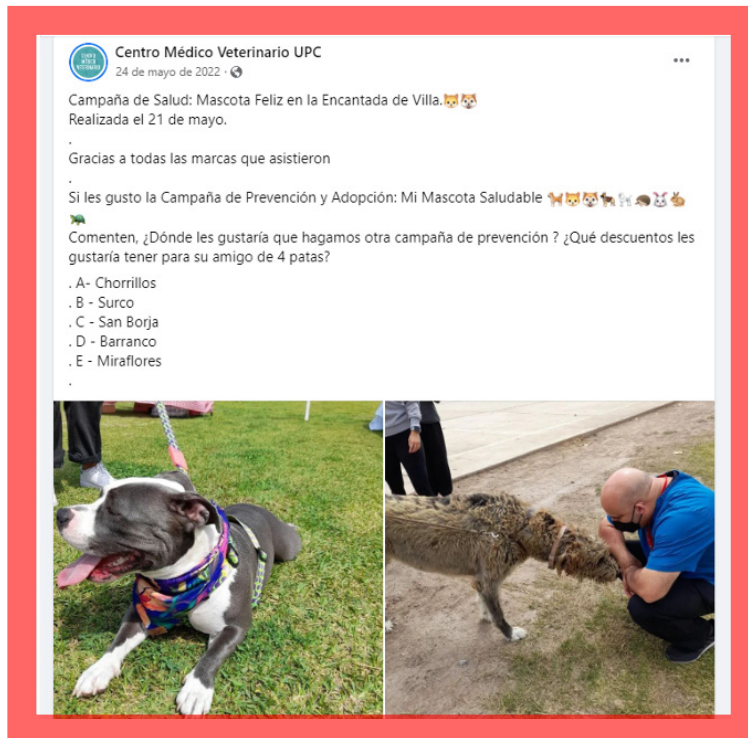 Centro Médico Veterinario UPC
24 de mayo de 2022 ·
Campaña de Salud: Mascota Feliz en la Encantada de Villa.🐱🐶
Realizada el 21 de mayo.
.
Gracias a todas las marcas que asistieron
.
Si les gusto la Campaña de Prevención y Adopción: Mi Mascota Saludable 🐕🐱🐶🐕‍🦺🐩🦔🐰🐇
🐢
Comenten, ¿Dónde les gustaría que hagamos otra campaña de prevención ? ¿Qué descuentos les
gustaría tener para su amigo de 4 patas?
. A- Chorrillos
. B - Surco
. C - San Borja
. D - Barranco
. E - Miraflores
.